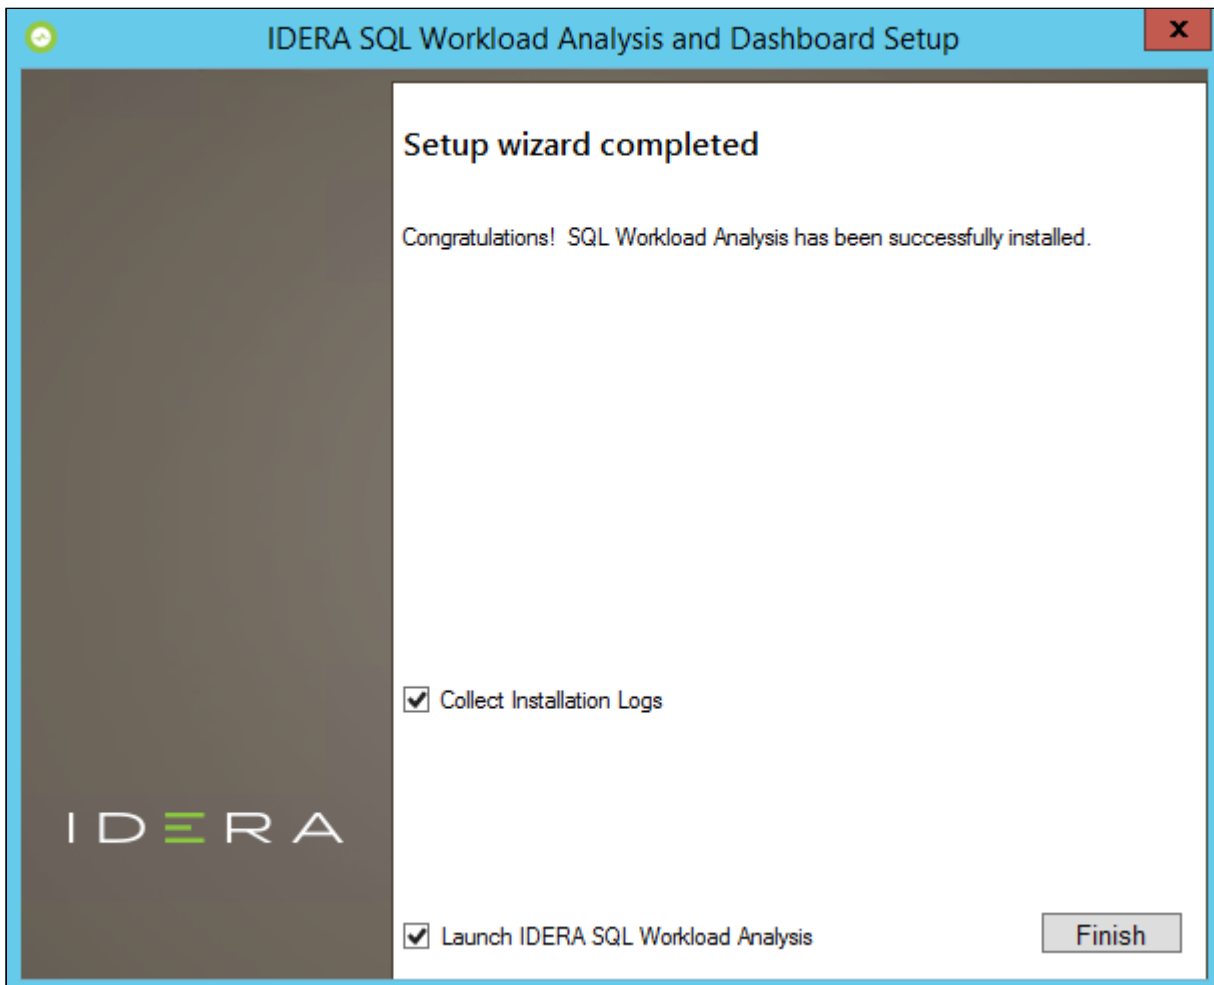 IDERA SQL Workload Analysis and Dashboard Setup
x
Setup wizard completed
Congratulations! SQL Workload Analysis has been successfully installed.
Collect Installation Logs
IDERA
Launch IDERA SQL Workload Analysis
Finish